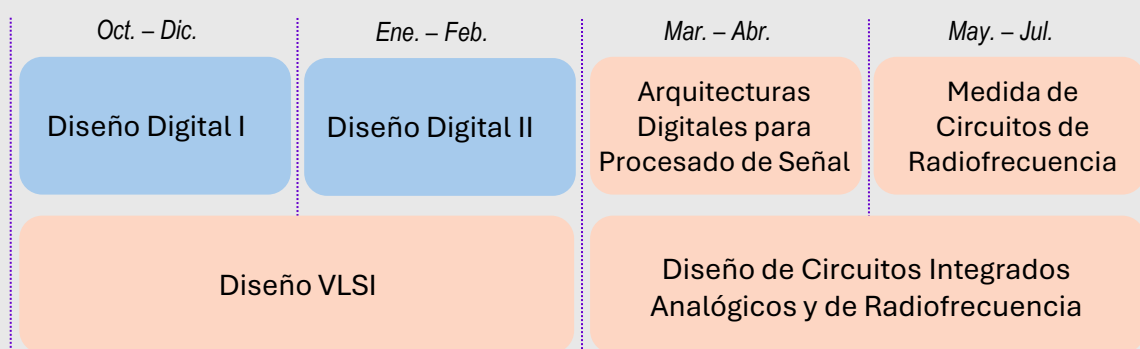 Oct. – Dic.
Ene. – Feb.
Mar. – Abr.
May. – Jul.
Diseño Digital I
Diseño Digital II
Arquitecturas
Digitales para
Procesado de Señal
Medida de
Circuitos de
Radiofrecuencia
Diseño VLSI
Diseño de Circuitos Integrados
Analógicos y de Radiofrecuencia